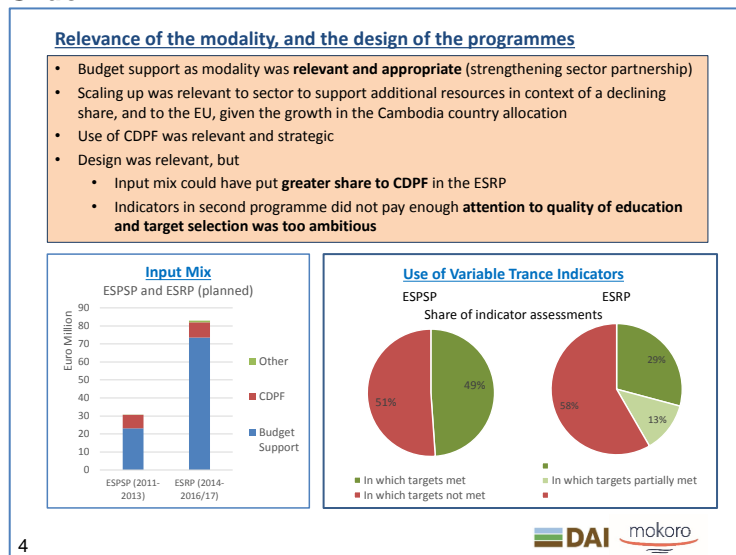 Relevance of the modality, and the design of the programmes
• Budget support as modality was relevant and appropriate (strengthening sector partnership)
• Scaling up was relevant to sector to support additional resources in context of a declining
share, and to the EU, given the growth in the Cambodia country allocation
• Use of CDPF was relevant and strategic
• Design was relevant, but
• Input mix could have put greater share to CDPF in the ESRP
• Indicators in second programme did not pay enough attention to quality of education
and target selection was too ambitious
Input Mix
ESPSP and ESRP (planned)
Euro Million
90
80
70
60
50
40
30
20
10
0
ESPSP (2011-
2013)
ESRP (2014-
2016/17)
Other
CDPF
Budget
Support
Use of Variable Trance Indicators
ESPSP
ESRP
Share of indicator assessments
51%
49%
58%
29%
13%
In which targets met
In which targets not met
In which targets partially met
4
DAI
mokoro